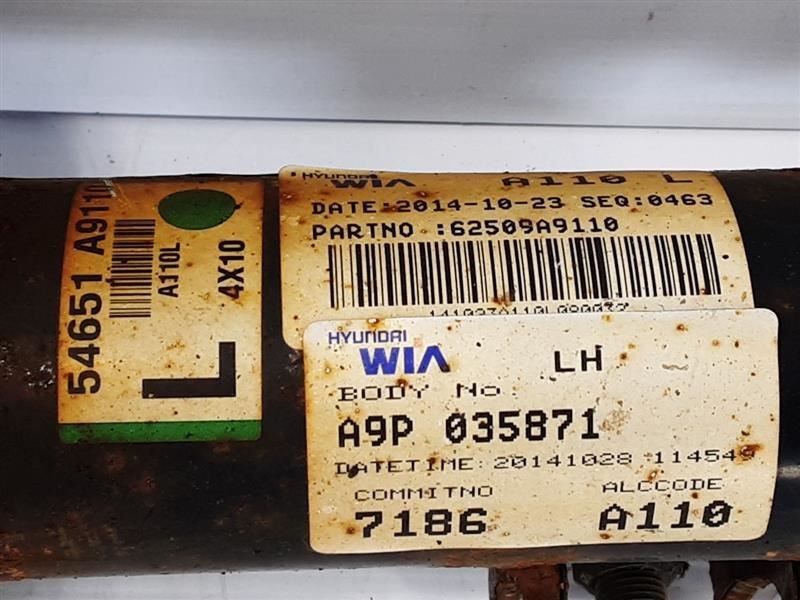 54651 A9110
A110L
4X10
L
HYUNDAI WIA A110 L
DATE:2014-10-23 SEQ:0463
PARTNO :62509A9110
141023A110L080037
HYUNDAI WIA LH
BODY No.
A9P 035871
DATETIME:20141028 114549
COMMITNO ALCCODE
7186 A110